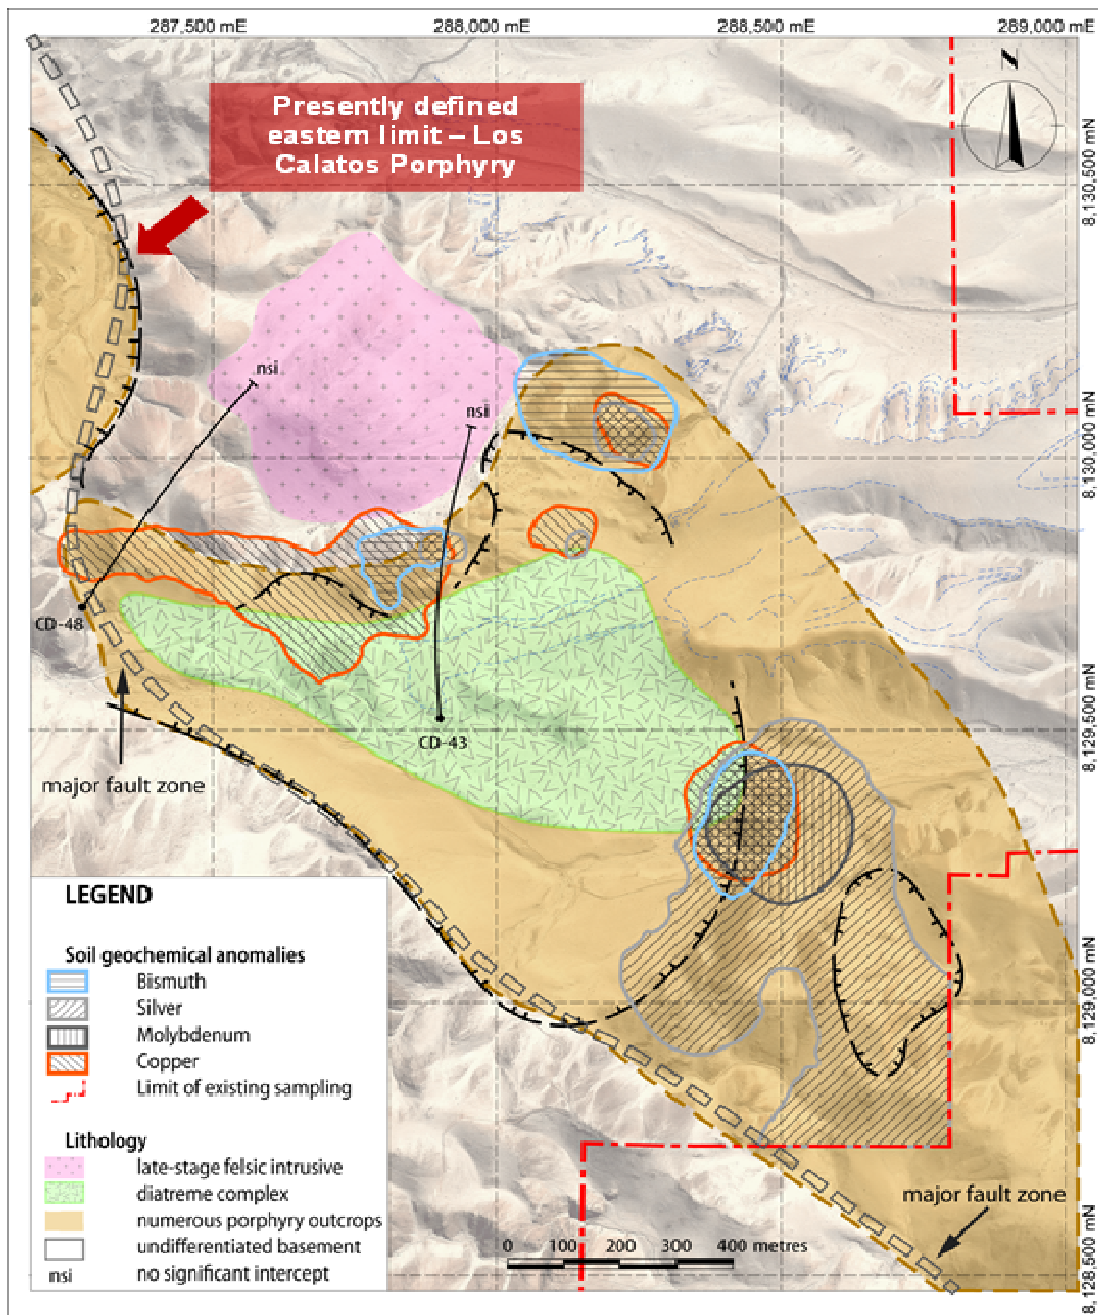 287,500 mE
288,000 mE
288,500 mE
289,000 mE
N
Presently defined
eastern limit – Los
Calatos Porphyry
8,130,500 mN
nsi
nsi
8,130,000 mN
CD-48
CD-43
8,129,500 mN
major fault zone
LEGEND
Soil geochemical anomalies
Bismuth
Silver
Molybdenum
Copper
Limit of existing sampling
8,129,000 mN
Lithology
late-stage felsic intrusive
diatreme complex
numerous porphyry outcrops
undifferentiated basement
nsi no significant intercept
major fault zone
0 100 200 300 400 metres
8,128,500 mN